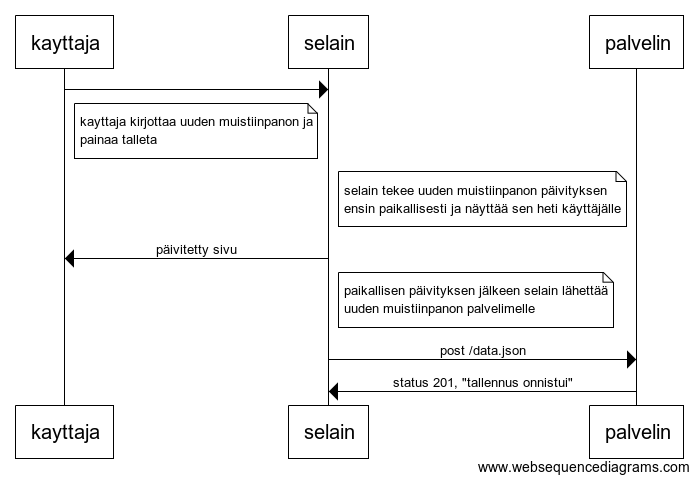 kayttaja
selain
palvelin
kayttaja kirjottaa uuden muistiinpanon ja
painaa talleta
selain tekee uuden muistiinpanon päivityksen
ensin paikallisesti ja näyttää sen heti käyttäjälle
päivitetty sivu
paikallisen päivityksen jälkeen selain lähettää
uuden muistiinpanon palvelimelle
post /data.json
status 201, "tallennus onnistui"
kayttaja
selain
palvelin
www.websequencediagrams.com